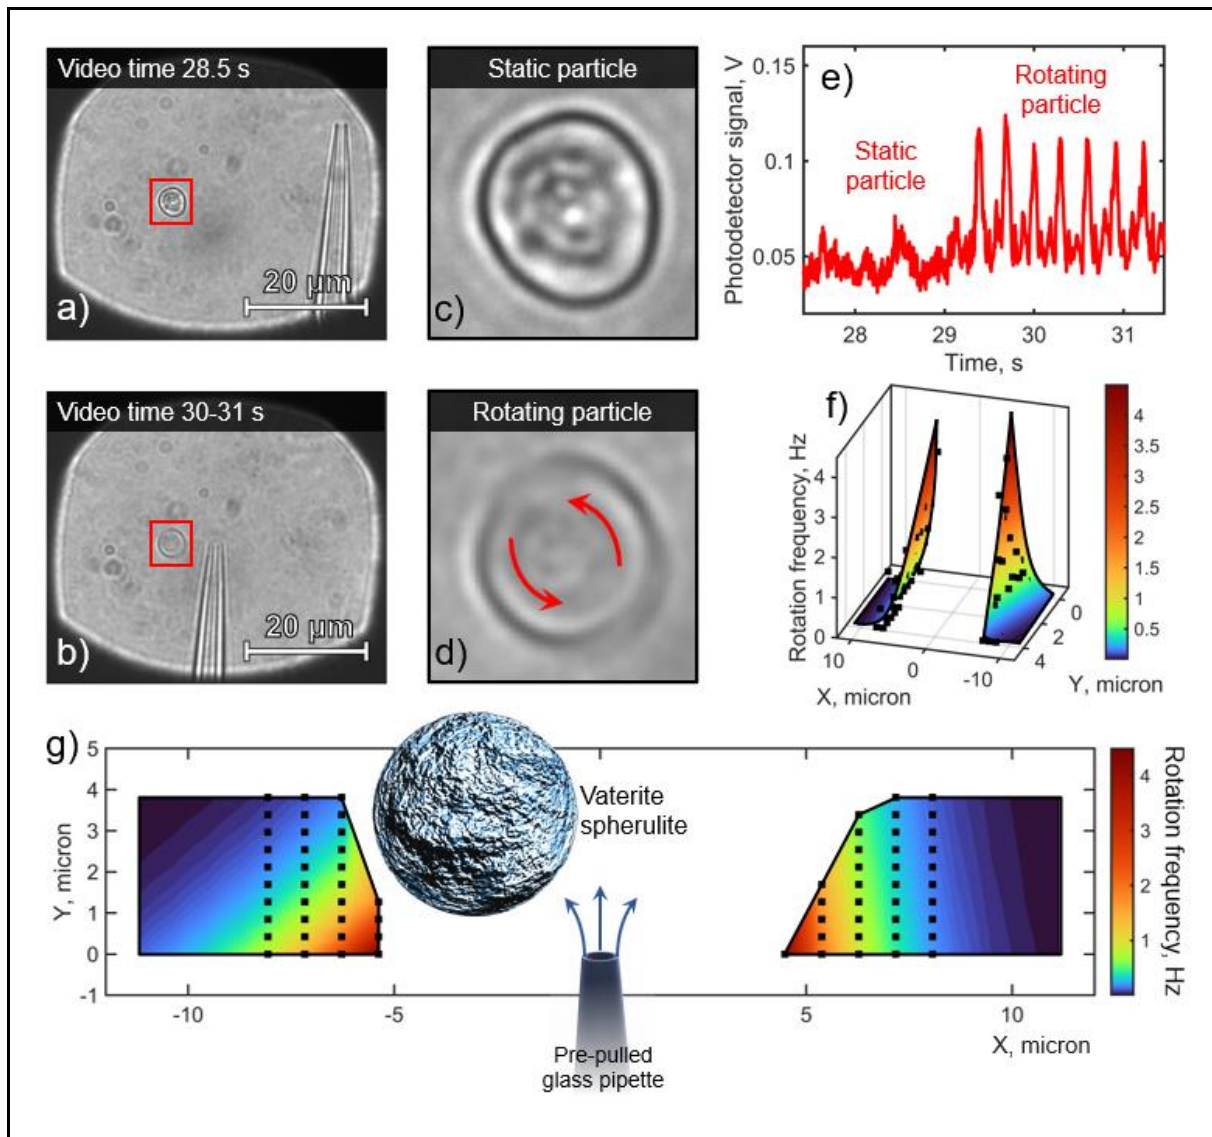 Video time 28.5 s
20 μm
a)
Static particle
c)
Photodetector signal, V
0.15
0.1
0.05
e)
Rotating
particle
Static
particle
28
29
30
31
Time, s
Video time 30-31 s
20 μm
b)
Rotating particle
d)
f)
Rotation frequency, Hz
4
3
2
1
0
10
0
-10
X, micron
0
2
4
Y, micron
4
3.5
3
2.5
2
1.5
1
0.5
g)
Y, micron
5
4
3
2
1
0
-1
-10
-5
5
10
X, micron
Vaterite
spherulite
Pre-pulled
glass pipette
4
3
2
1
Rotation frequency, Hz